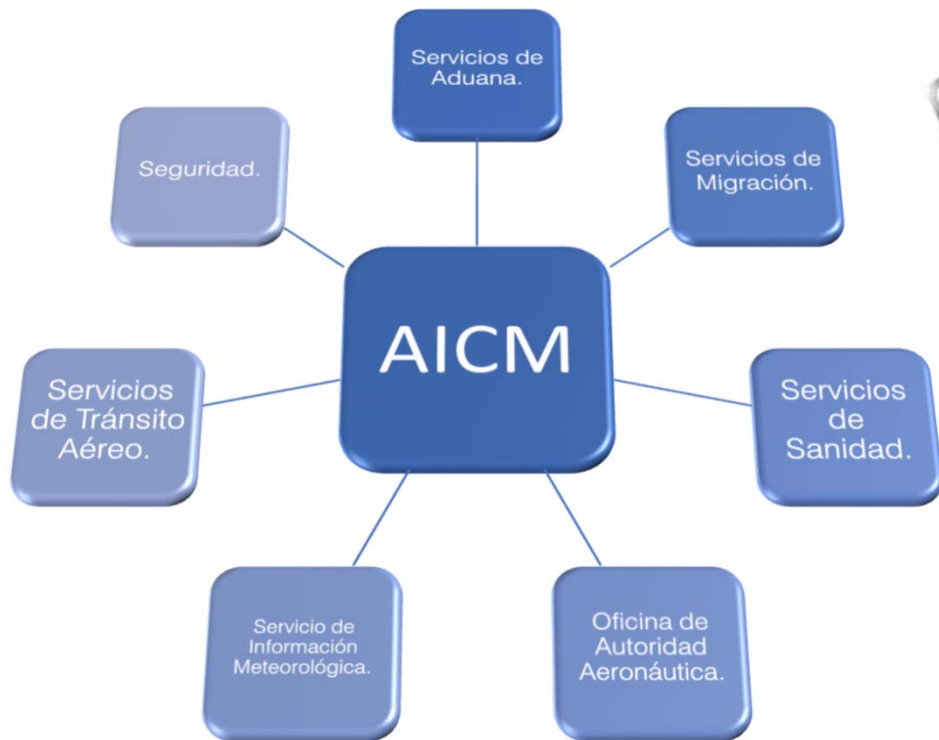 Servicios de
Aduana.
Servicios de
Migración.
Servicios
de
Sanidad.
Oficina de
Autoridad
Aeronáutica.
Servicio de
Información
Meteorológica.
Servicios
de Tránsito
Aéreo.
Seguridad.
AICM